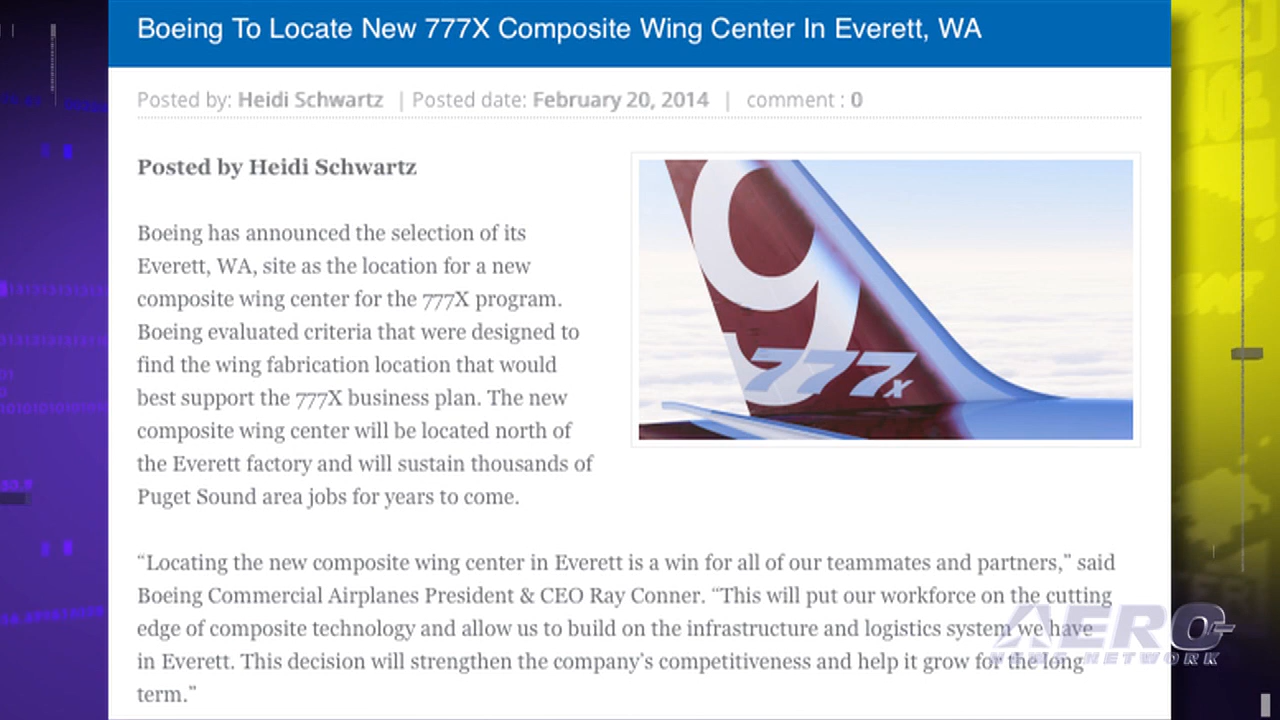 Boeing To Locate New 777X Composite Wing Center In Everett, WA
Posted by: Heidi Schwartz | Posted date: February 20, 2014 | comment : 0
Posted by Heidi Schwartz
Boeing has announced the selection of its
Everett, WA, site as the location for a new
composite wing center for the 777X program.
Boeing evaluated criteria that were designed to
find the wing fabrication location that would
best support the 777X business plan. The new
composite wing center will be located north of
the Everett factory and will sustain thousands of
Puget Sound area jobs for years to come.
9
777x
“Locating the new composite wing center in Everett is a win for all of our teammates and partners,” said
Boeing Commercial Airplanes President & CEO Ray Conner. “This will put our workforce on the cutting
edge of composite technology and allow us to build on the infrastructure and logistics system we have
in Everett. This decision will strengthen the company’s competitiveness and help it grow for the long
term.”
AERO
NEWS NETWORK